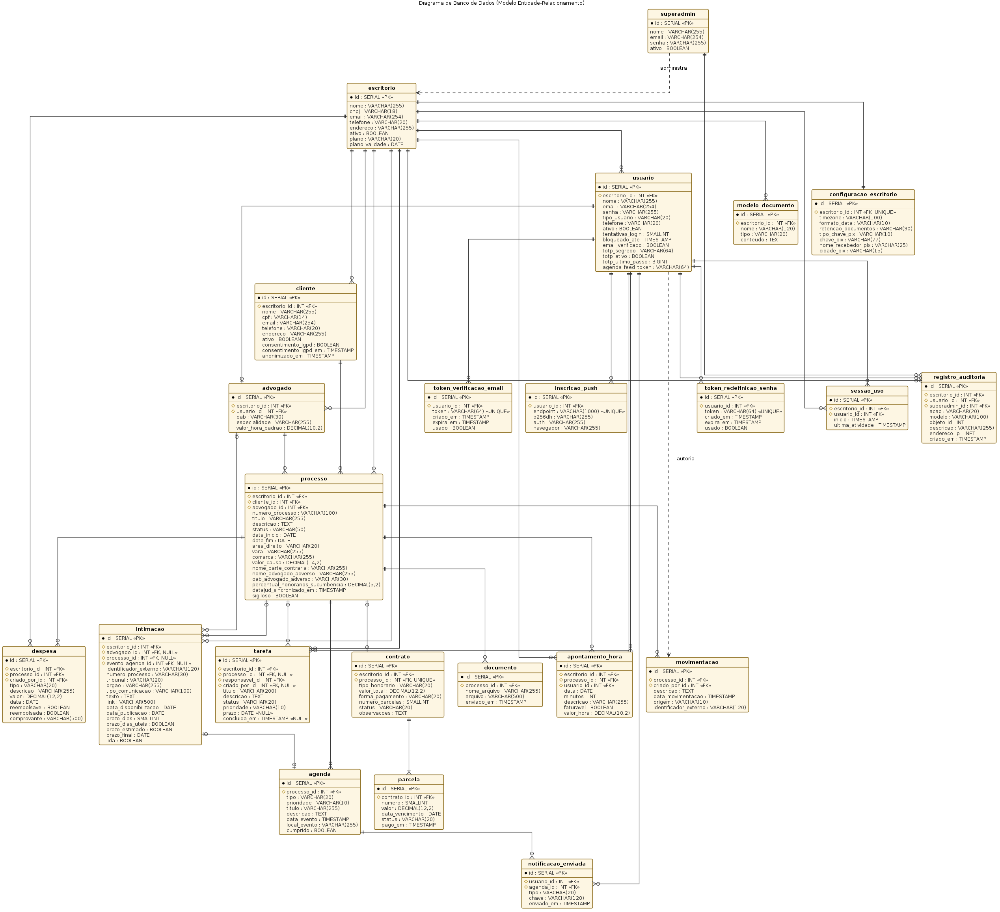 Diagrama de Banco de Dados (Modelo Entidade-Relacionamento)
superadmin
id : SERIAL «PK»
nome : VARCHAR(255)
email : VARCHAR(254)
senha : VARCHAR(255)
ativo : BOOLEAN
administra
escritorio
id : SERIAL «PK»
nome : VARCHAR(255)
cnpj : VARCHAR(18)
email : VARCHAR(254)
telefone : VARCHAR(20)
endereco : VARCHAR(255)
ativo : BOOLEAN
plano : VARCHAR(20)
plano_validade : DATE
usuario
id : SERIAL «PK»
escritorio_id : INT «FK»
nome : VARCHAR(255)
email : VARCHAR(254)
senha : VARCHAR(255)
tipo_usuario : VARCHAR(20)
telefone : VARCHAR(20)
ativo : BOOLEAN
tentativas_login : SMALLINT
bloqueado_ate : TIMESTAMP
email_verificado : BOOLEAN
totp_segredo : VARCHAR(64)
totp_ativo : BOOLEAN
totp_ultimo_passo : BIGINT
agenda_feed_token : VARCHAR(64)
modelo_documento
id : SERIAL «PK»
escritorio_id : INT «FK»
nome : VARCHAR(120)
tipo : VARCHAR(20)
conteudo : TEXT
configuracao_escritorio
id : SERIAL «PK»
escritorio_id : INT «FK, UNIQUE»
timezone : VARCHAR(100)
formato_data : VARCHAR(10)
retencao_documentos : VARCHAR(30)
tipo_chave_pix : VARCHAR(10)
chave_pix : VARCHAR(77)
nome_recebedor_pix : VARCHAR(25)
cidade_pix : VARCHAR(15)
cliente
id : SERIAL «PK»
escritorio_id : INT «FK»
nome : VARCHAR(255)
cpf : VARCHAR(14)
email : VARCHAR(254)
telefone : VARCHAR(20)
endereco : VARCHAR(255)
ativo : BOOLEAN
consentimento_lgpd : BOOLEAN
consentimento_lgpd_em : TIMESTAMP
anonimizado_em : TIMESTAMP
advogado
id : SERIAL «PK»
escritorio_id : INT «FK»
usuario_id : INT «FK»
oab : VARCHAR(30)
especialidade : VARCHAR(255)
valor_hora_padrao : DECIMAL(10,2)
token_verificacao_email
id : SERIAL «PK»
usuario_id : INT «FK»
token : VARCHAR(64) «UNIQUE»
criado_em : TIMESTAMP
expira_em : TIMESTAMP
usado : BOOLEAN
inscricao_push
id : SERIAL «PK»
usuario_id : INT «FK»
endpoint : VARCHAR(1000) «UNIQUE»
p256dh : VARCHAR(255)
auth : VARCHAR(255)
navegador : VARCHAR(255)
token_redefinicao_senha
id : SERIAL «PK»
usuario_id : INT «FK»
token : VARCHAR(64) «UNIQUE»
criado_em : TIMESTAMP
expira_em : TIMESTAMP
usado : BOOLEAN
sessao_uso
id : SERIAL «PK»
escritorio_id : INT «FK»
usuario_id : INT «FK»
inicio : TIMESTAMP
ultima_atividade : TIMESTAMP
registro_auditoria
id : SERIAL «PK»
escritorio_id : INT «FK»
usuario_id : INT «FK»
superadmin_id : INT «FK»
acao : VARCHAR(20)
modelo : VARCHAR(100)
objeto_id : INT
descricao : VARCHAR(255)
endereco_ip : INET
criado_em : TIMESTAMP
autoria
processo
id : SERIAL «PK»
escritorio_id : INT «FK»
cliente_id : INT «FK»
advogado_id : INT «FK»
numero_processo : VARCHAR(100)
titulo : VARCHAR(255)
descricao : TEXT
status : VARCHAR(50)
data_inicio : DATE
data_fim : DATE
area_direito : VARCHAR(20)
vara : VARCHAR(255)
comarca : VARCHAR(255)
valor_causa : DECIMAL(14,2)
nome_parte_contraria : VARCHAR(255)
nome_advogado_adverso : VARCHAR(255)
oab_advogado_adverso : VARCHAR(30)
percentual_honorarios_sucumbencia : DECIMAL(5,2)
datajud_sincronizado_em : TIMESTAMP
sigiloso : BOOLEAN
despesa
id : SERIAL «PK»
escritorio_id : INT «FK»
processo_id : INT «FK»
criado_por_id : INT «FK»
tipo : VARCHAR(20)
descricao : VARCHAR(255)
valor : DECIMAL(12,2)
data : DATE
reembolsavel : BOOLEAN
reembolsada : BOOLEAN
comprovante : VARCHAR(500)
intimacao
id : SERIAL «PK»
escritorio_id : INT «FK»
advogado_id : INT «FK, NULL»
processo_id : INT «FK, NULL»
evento_agenda_id : INT «FK, NULL»
identificador_externo : VARCHAR(120)
numero_processo : VARCHAR(30)
tribunal : VARCHAR(20)
orgao : VARCHAR(255)
tipo_comunicacao : VARCHAR(100)
texto : TEXT
link : VARCHAR(500)
data_disponibilizacao : DATE
data_publicacao : DATE
prazo_dias : SMALLINT
prazo_dias_uteis : BOOLEAN
prazo_estimado : BOOLEAN
prazo_final : DATE
lida : BOOLEAN
tarefa
id : SERIAL «PK»
escritorio_id : INT «FK»
processo_id : INT «FK, NULL»
responsavel_id : INT «FK»
criado_por_id : INT «FK, NULL»
titulo : VARCHAR(200)
descricao : TEXT
status : VARCHAR(20)
prioridade : VARCHAR(10)
prazo : DATE «NULL»
concluida_em : TIMESTAMP «NULL»
contrato
id : SERIAL «PK»
escritorio_id : INT «FK»
processo_id : INT «FK, UNIQUE»
tipo_honorario : VARCHAR(20)
valor_total : DECIMAL(12,2)
forma_pagamento : VARCHAR(20)
numero_parcelas : SMALLINT
status : VARCHAR(20)
observacoes : TEXT
documento
id : SERIAL «PK»
processo_id : INT «FK»
nome_arquivo : VARCHAR(255)
arquivo : VARCHAR(500)
enviado_em : TIMESTAMP
apontamento_hora
id : SERIAL «PK»
escritorio_id : INT «FK»
processo_id : INT «FK»
usuario_id : INT «FK»
data : DATE
minutos : INT
descricao : VARCHAR(255)
faturavel : BOOLEAN
valor_hora : DECIMAL(10,2)
movimentacao
id : SERIAL «PK»
processo_id : INT «FK»
criado_por_id : INT «FK»
descricao : TEXT
data_movimentacao : TIMESTAMP
origem : VARCHAR(10)
identificador_externo : VARCHAR(120)
agenda
id : SERIAL «PK»
processo_id : INT «FK»
tipo : VARCHAR(20)
prioridade : VARCHAR(10)
titulo : VARCHAR(255)
descricao : TEXT
data_evento : TIMESTAMP
local_evento : VARCHAR(255)
cumprido : BOOLEAN
parcela
id : SERIAL «PK»
contrato_id : INT «FK»
numero : SMALLINT
valor : DECIMAL(12,2)
data_vencimento : DATE
status : VARCHAR(20)
pago_em : TIMESTAMP
notificacao_enviada
id : SERIAL «PK»
usuario_id : INT «FK»
agenda_id : INT «FK»
tipo : VARCHAR(20)
chave : VARCHAR(120)
enviado_em : TIMESTAMP